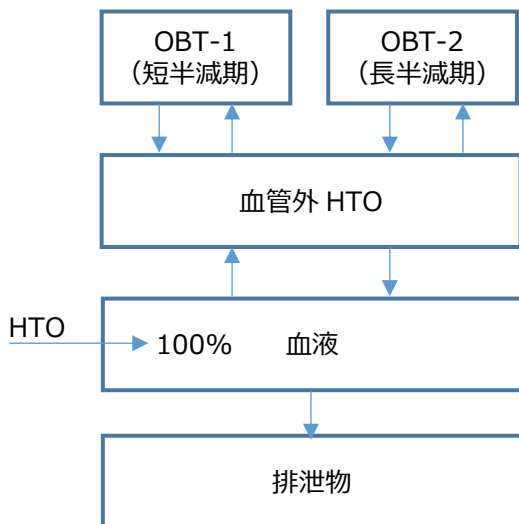 OBT-1
（短半減期）
OBT-2
（長半減期）
血管外 HTO
HTO
100%　血液
排泄物